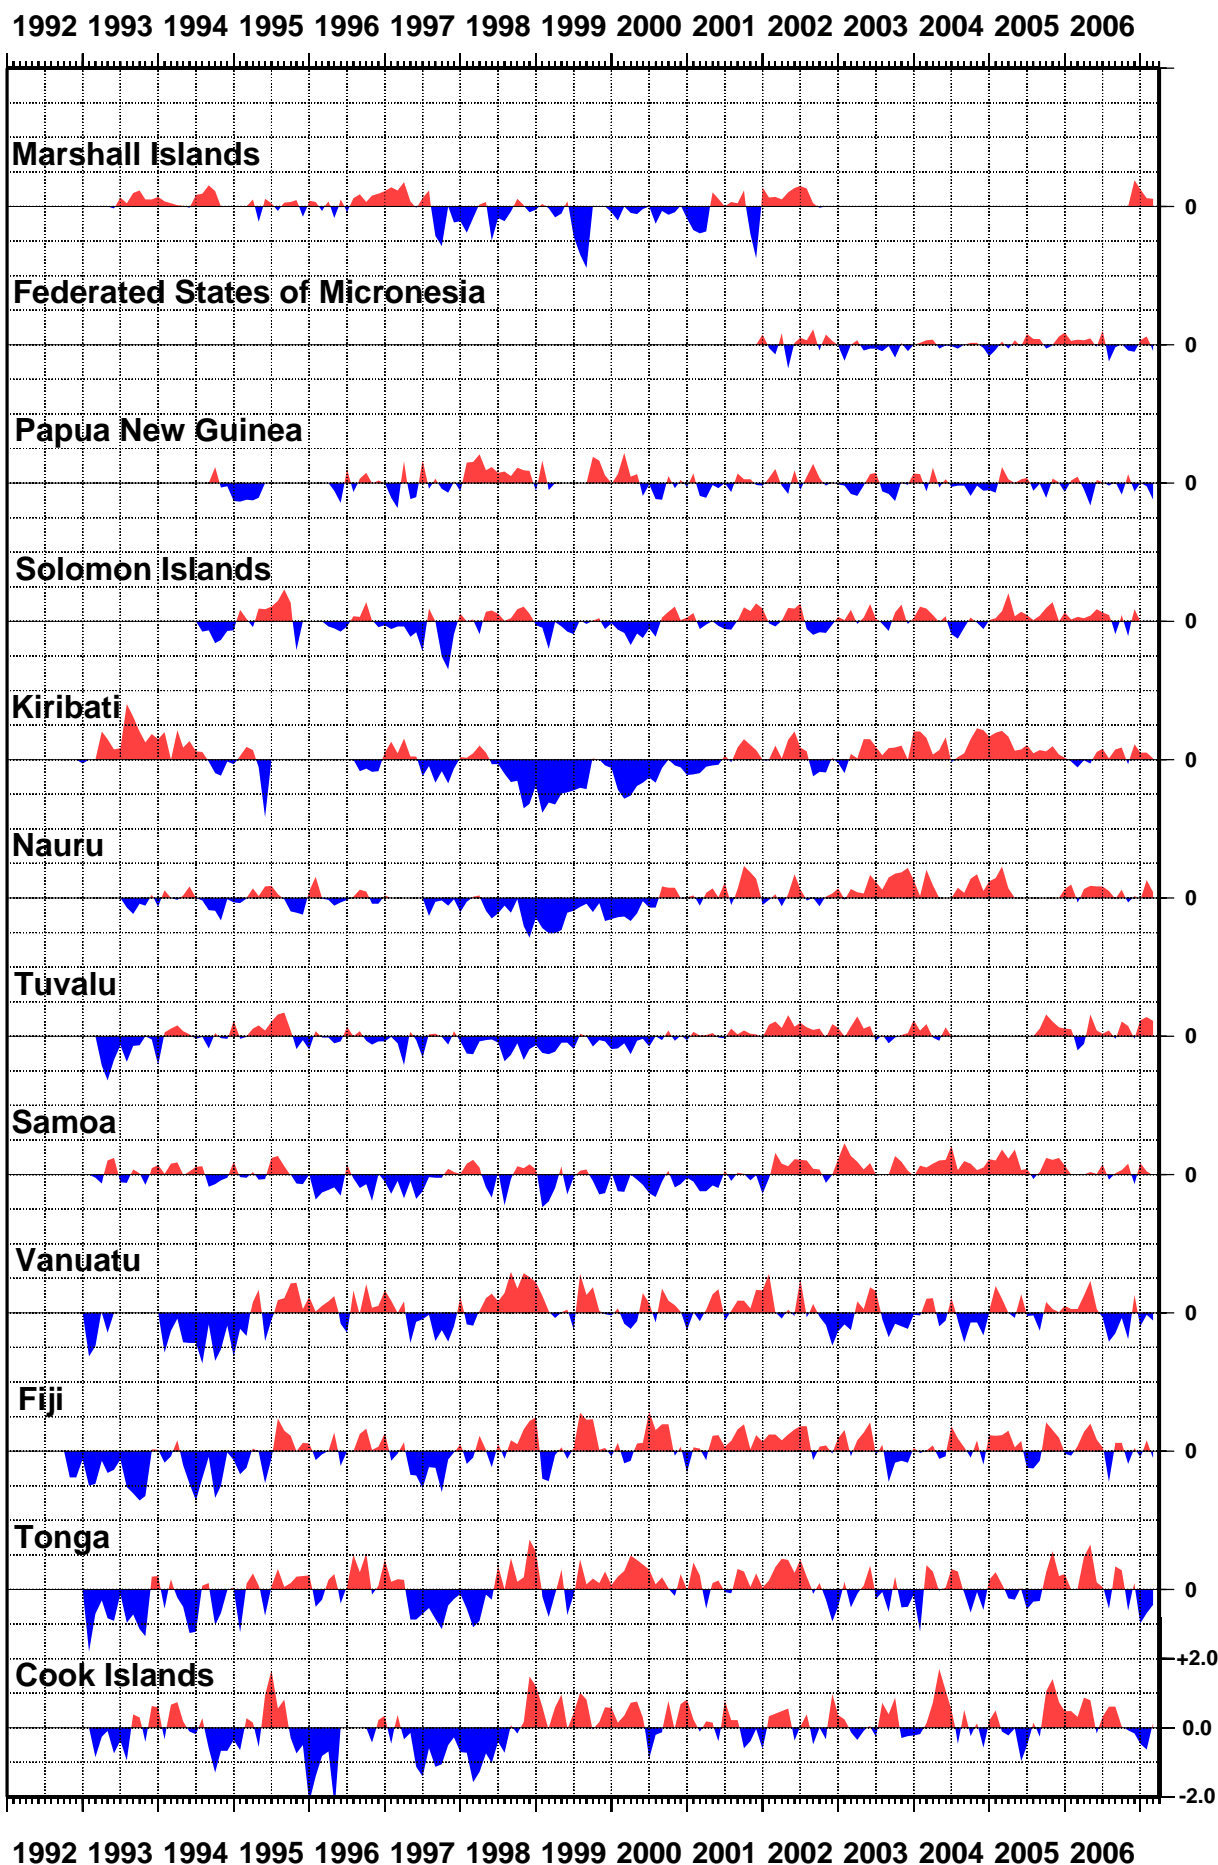 1992 1993 1994 1995 1996 1997 1998 1999 2000 2001 2002 2003 2004 2005 2006
Marshall Islands
0
Federated States of Micronesia
0
Papua New Guinea
0
Solomon Islands
0
Kiribati
0
Nauru
0
Tuvalu
0
Samoa
0
Vanuatu
0
Fiji
0
Tonga
0
+2.0
Cook Islands
0.0
-2.0
1992 1993 1994 1995 1996 1997 1998 1999 2000 2001 2002 2003 2004 2005 2006